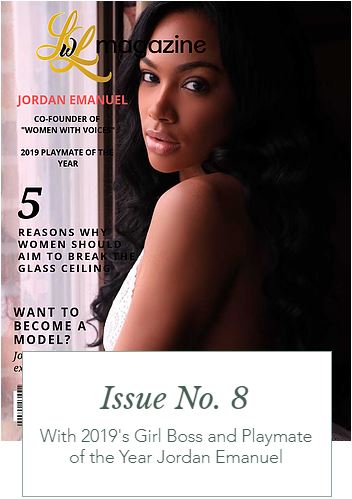 LwL magazine
JORDAN EMANUEL
CO-FOUNDER OF
"WOMEN WITH VOICES"
2019 PLAYMATE OF THE
YEAR
5
REASONS WHY
WOMEN SHOULD
AIM TO BREAK THE
GLASS CEILING
WANT TO
BECOME A
MODEL?
Issue No. 8
With 2019's Girl Boss and Playmate
of the Year Jordan Emanuel